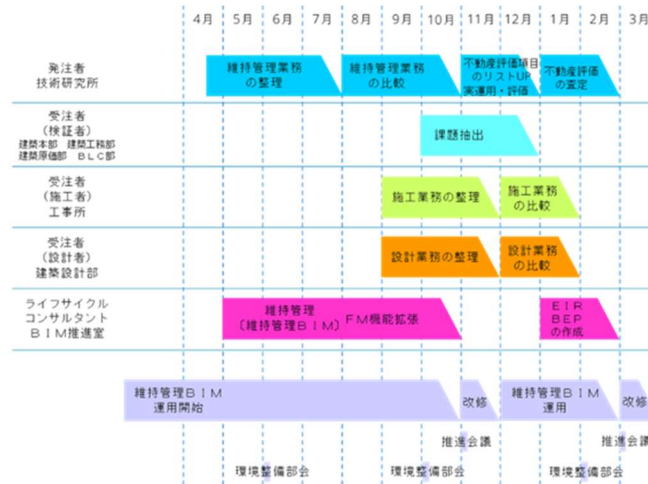 4月 5月 6月 7月 8月 9月 10月 11月 12月 1月 2月 3月
発注者
技術研究所
維持管理業務
の整理
維持管理業務
の比較
不動産評価項目
のリストUP
実運用・評価
不動産評価
の査定
受注者
(検証者)
建築本部 建築工務部
建築原価部 BLC部
課題抽出
受注者
(施工者)
工事所
施工業務の整理
施工業務
の比較
受注者
(設計者)
建築設計部
設計業務の整理
設計業務
の比較
ライフサイクル
コンサルタント
BIM推進室
維持管理
(維持管理BIM)
FM機能拡張
EIR
BEP
の作成
維持管理BIM
運用開始
改修
維持管理BIM
運用
改修
推進会議 推進会議
環境整備部会 環境整備部会 環境整備部会